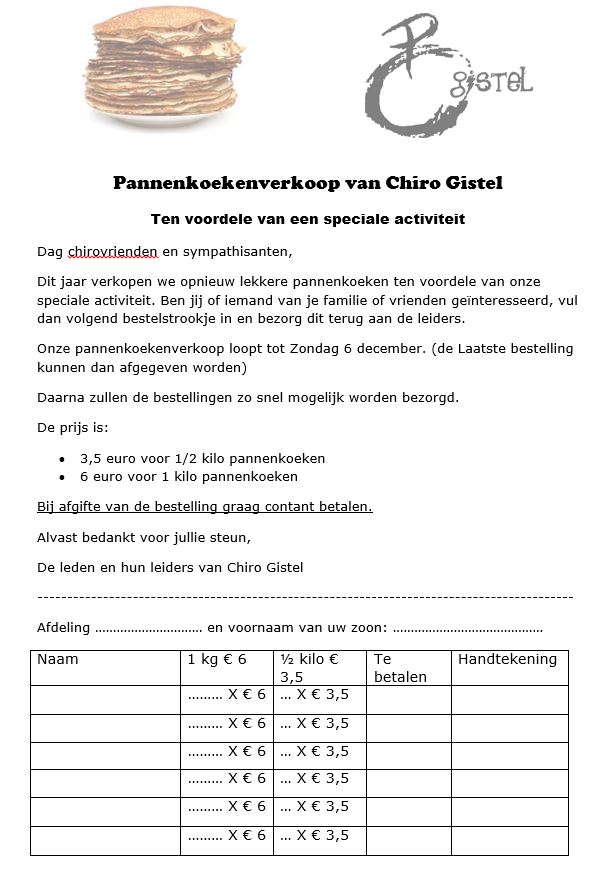 gistel
Pannenkoekenverkoop van Chiro Gistel
Ten voordele van een speciale activiteit
Dag chirovrienden en sympathisanten,
Dit jaar verkopen we opnieuw lekkere pannenkoeken ten voordele van onze
speciale activiteit. Ben jij of iemand van je familie of vrienden geïnteresseerd, vul
dan volgend bestelstrookje in en bezorg dit terug aan de leiders.
Onze pannenkoekenverkoop loopt tot Zondag 6 december. (de Laatste bestelling
kunnen dan afgegeven worden)
Daarna zullen de bestellingen zo snel mogelijk worden bezorgd.
De prijs is:
• 3,5 euro voor 1/2 kilo pannenkoeken
• 6 euro voor 1 kilo pannenkoeken
Bij afgifte van de bestelling graag contant betalen.
Alvast bedankt voor jullie steun,
De leden en hun leiders van Chiro Gistel
------------------------------------------------------------------------------------------
Afdeling ………………………… en voornaam van uw zoon: ……………………………………
Naam 1 kg € 6 ½ kilo € 3,5 Te betalen Handtekening
……… X € 6 … X € 3,5
……… X € 6 … X € 3,5
……… X € 6 … X € 3,5
……… X € 6 … X € 3,5
……… X € 6 … X € 3,5
……… X € 6 … X € 3,5